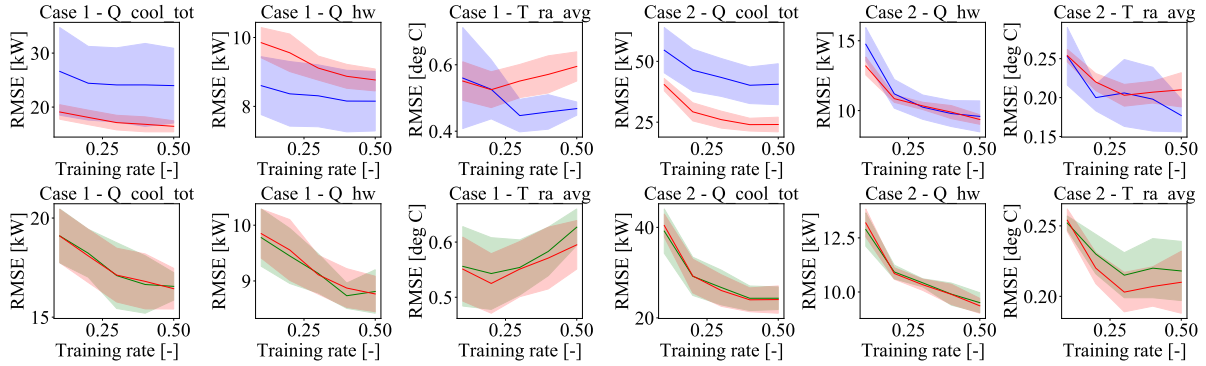 Case 1 - Q_cool_tot
RMSE [kW]
30
20
0.25
0.50
Training rate [-]
Case 1 - Q_hw
RMSE [kW]
10
8
0.25
0.50
Training rate [-]
Case 1 - T_ra_avg
RMSE [deg C]
0.6
0.4
0.25
0.50
Training rate [-]
Case 2 - Q_cool_tot
RMSE [kW]
50
25
0.25
0.50
Training rate [-]
Case 2 - Q_hw
RMSE [kW]
15
10
0.25
0.50
Training rate [-]
Case 2 - T_ra_avg
RMSE [deg C]
0.25
0.20
0.15
0.25
0.50
Training rate [-]
Case 1 - Q_cool_tot
RMSE [kW]
20
15
0.25
0.50
Training rate [-]
Case 1 - Q_hw
RMSE [kW]
10
9
0.25
0.50
Training rate [-]
Case 1 - T_ra_avg
RMSE [deg C]
0.6
0.5
0.25
0.50
Training rate [-]
Case 2 - Q_cool_tot
RMSE [kW]
40
20
0.25
0.50
Training rate [-]
Case 2 - Q_hw
RMSE [kW]
12.5
10.0
0.25
0.50
Training rate [-]
Case 2 - T_ra_avg
RMSE [deg C]
0.25
0.20
0.25
0.50
Training rate [-]